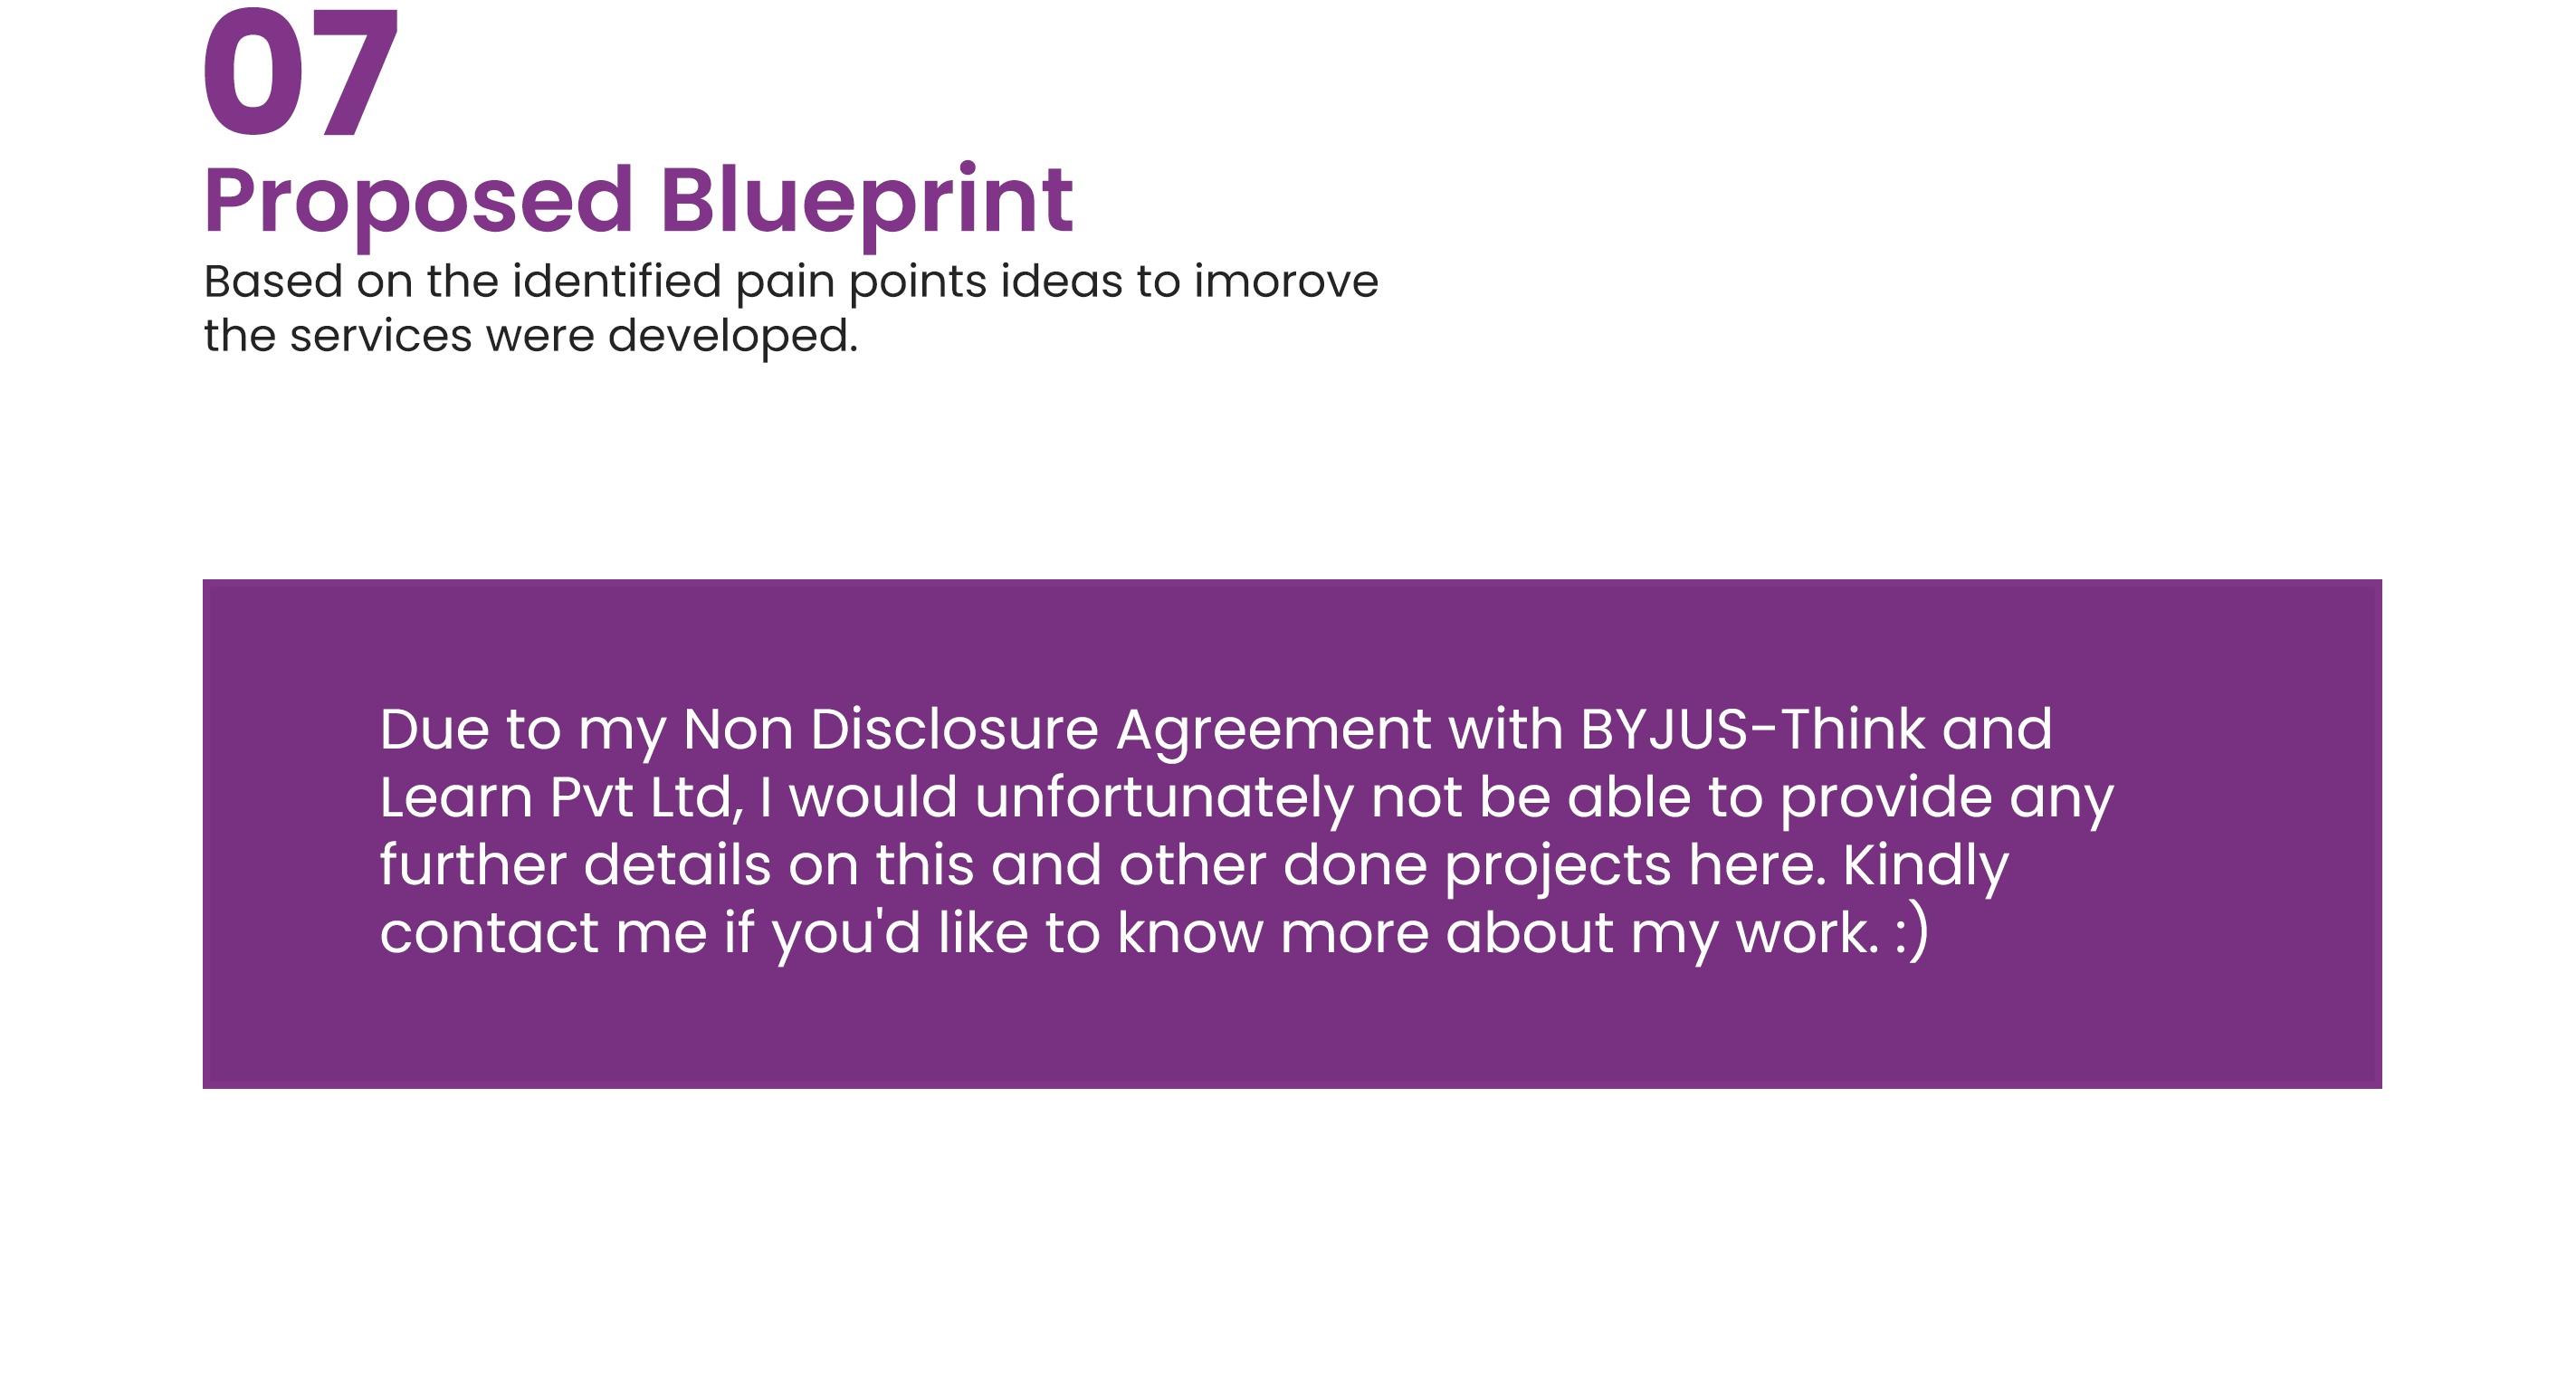 07
Proposed Blueprint
Based on the identified pain points ideas to imorove
the services were developed.
Due to my Non Disclosure Agreement with BYJUS-Think and
Learn Pvt Ltd, I would unfortunately not be able to provide any
further details on this and other done projects here. Kindly
contact me if you'd like to know more about my work. :)